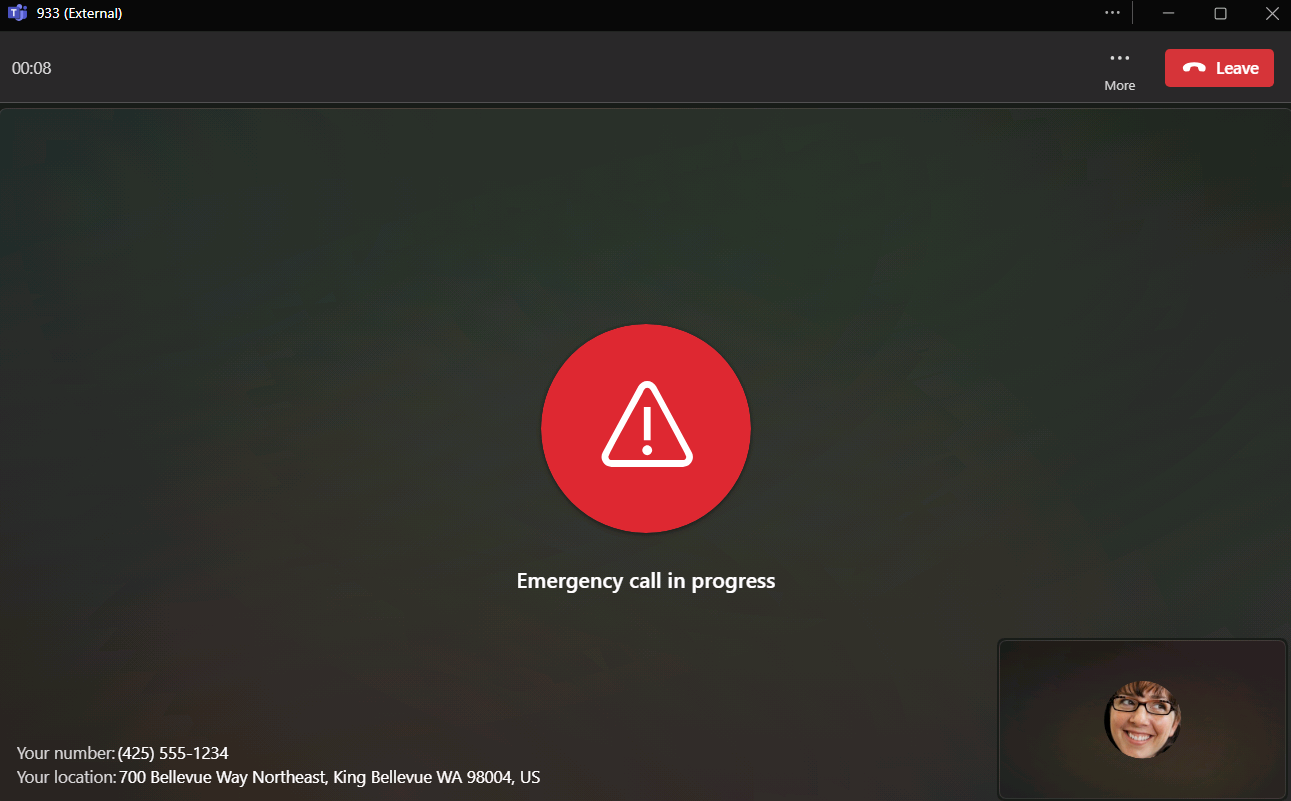 933 (External)
00:08
More
Leave
Emergency call in progress
Your number: (425) 555-1234
Your location: 700 Bellevue Way Northeast, King Bellevue WA 98004, US